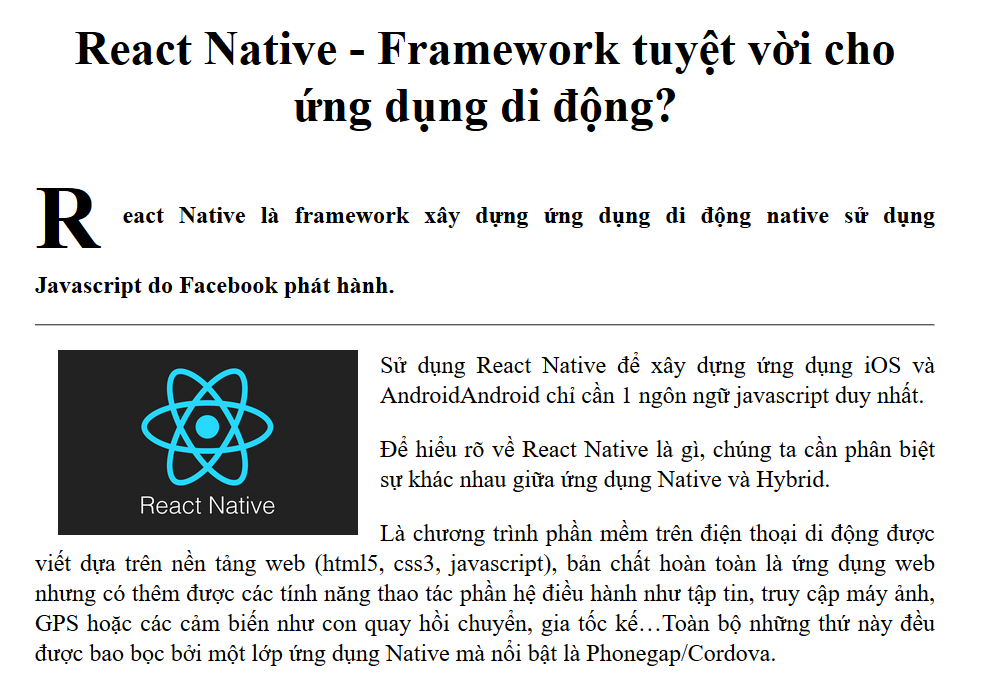 React Native - Framework tuyệt vời cho
ứng dụng di động?
React Native là framework xây dựng ứng dụng di động native sử dụng
Javascript do Facebook phát hành.
React Native
Sử dụng React Native để xây dựng ứng dụng iOS và
AndroidAndroid chỉ cần 1 ngôn ngữ javascript duy nhất.
Để hiểu rõ về React Native là gì, chúng ta cần phân biệt
sự khác nhau giữa ứng dụng Native và Hybrid.
Là chương trình phần mềm trên điện thoại di động được
viết dựa trên nền tảng web (html5, css3, javascript), bản chất hoàn toàn là ứng dụng web
nhưng có thêm được các tính năng thao tác phần hệ điều hành như tập tin, truy cập máy ảnh,
GPS hoặc các cảm biến như con quay hồi chuyển, gia tốc kế…Toàn bộ những thứ này đều
được bao bọc bởi một lớp ứng dụng Native mà nổi bật là Phonegap/Cordova.